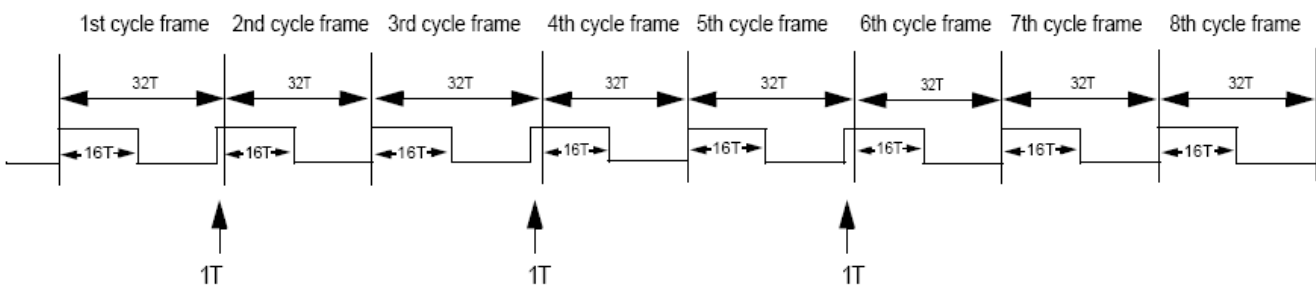 1st cycle frame 2nd cycle frame 3rd cycle frame 4th cycle frame 5th cycle frame 6th cycle frame 7th cycle frame 8th cycle frame
32T 32T 32T 32T 32T 32T 32T 32T
16T 16T 16T 16T 16T 16T 16T 16T
1T 1T 1T